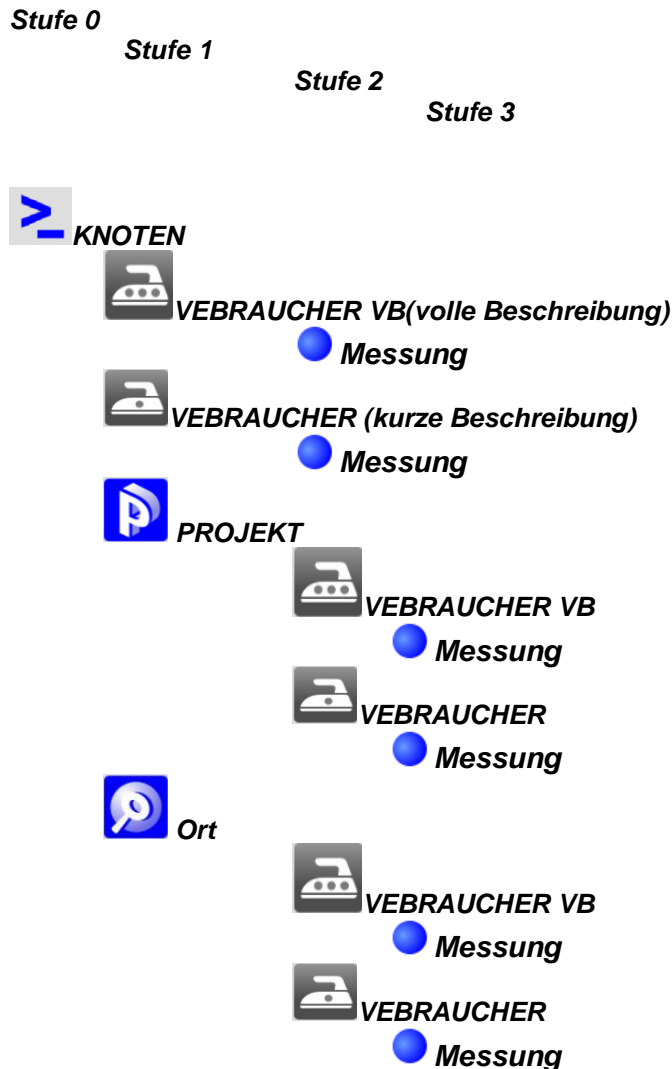 Stufe 0
Stufe 1
Stufe 2
Stufe 3
KNOTEN
VEBRAUCHER VB(volle Beschreibung)
Messung
VEBRAUCHER (kurze Beschreibung)
Messung
PROJEKT
VEBRAUCHER VB
Messung
VEBRAUCHER
Messung
Ort
VEBRAUCHER VB
Messung
VEBRAUCHER
Messung